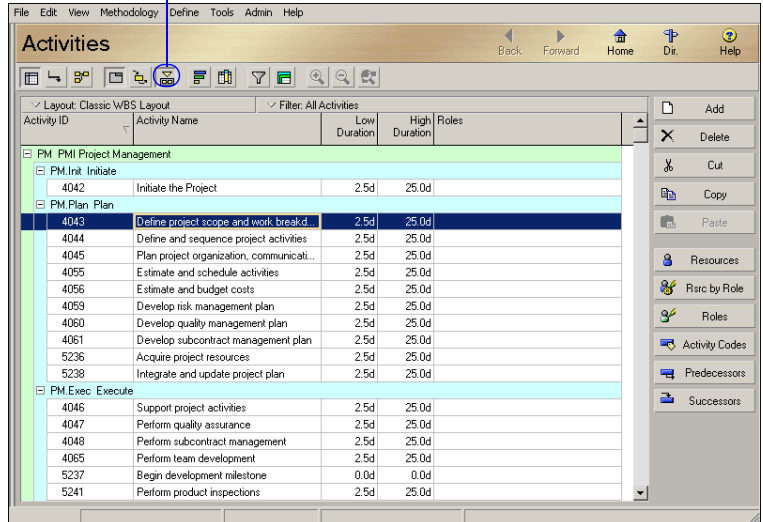 File Edit View Methodology Define Tools Admin Help
Activities
Back Forward Home Dir. Help
Layout: Classic WBS Layout Filter: All Activities
Activity ID Activity Name Low Duration High Duration Roles
PM PMI Project Management
PM.Init Initiate
4042 Initiate the Project 2.5d 25.0d
PM.Plan Plan
4043 Define project scope and work breakd... 2.5d 25.0d
4044 Define and sequence project activities 2.5d 25.0d
4045 Plan project organization, communicati... 2.5d 25.0d
4055 Estimate and schedule activities 2.5d 25.0d
4056 Estimate and budget costs 2.5d 25.0d
4059 Develop risk management plan 2.5d 25.0d
4060 Develop quality management plan 2.5d 25.0d
4061 Develop subcontract management plan 2.5d 25.0d
5236 Acquire project resources 2.5d 25.0d
5238 Integrate and update project plan 2.5d 25.0d
PM.Exec Execute
4046 Support project activities 2.5d 25.0d
4047 Perform quality assurance 2.5d 25.0d
4048 Perform subcontract management 2.5d 25.0d
4065 Perform team development 2.5d 25.0d
5237 Begin development milestone 0.0d 0.0d
5241 Perform product inspections 2.5d 25.0d
Add
Delete
Cut
Copy
Paste
Resources
Rsrc by Role
Roles
Activity Codes
Predecessors
Successors